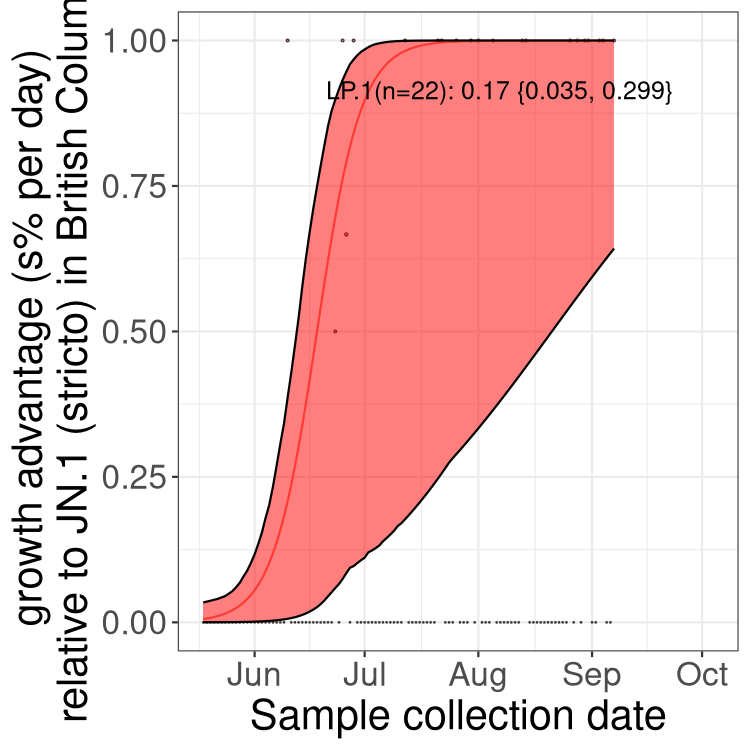 growth advantage (s% per day)
relative to JN.1 (stricto) in British Colum
1.00
0.75
0.50
0.25
0.00
LP.1(n=22): 0.17 {0.035, 0.299}
Jun Jul Aug Sep Oct
Sample collection date